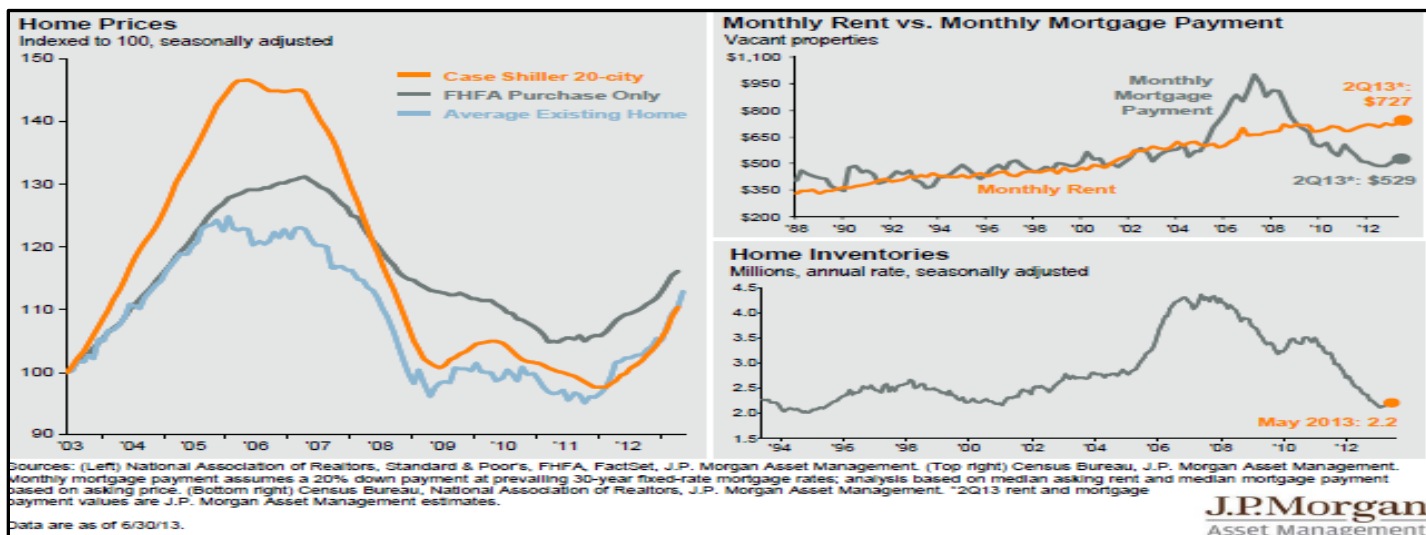 Home Prices
Indexed to 100, seasonally adjusted
150
140
130
120
110
100
90
'03 '04 '05 '06 '07 '08 '09 '10 '11 '12
Case Shiller 20-city
FHFA Purchase Only
Average Existing Home
Monthly Rent vs. Monthly Mortgage Payment
Vacant properties
$1,100
$950
$800
$650
$500
$350
$200
'88 '90 '92 '94 '96 '98 '00 '02 '04 '06 '08 '10 '12
Monthly
Mortgage
Payment
2Q13*:
$727
Monthly Rent
2Q13*: $529
Home Inventories
Millions, annual rate, seasonally adjusted
4.5
4.0
3.5
3.0
2.5
2.0
1.5
'94 '96 '98 '00 '02 '04 '06 '08 '10 '12
May 2013: 2.2
Sources: (Left) National Association of Realtors, Standard & Poor's, FHFA, FactSet, J.P. Morgan Asset Management. (Top right) Census Bureau, J.P. Morgan Asset Management.
Monthly mortgage payment assumes a 20% down payment at prevailing 30-year fixed-rate mortgage rates; analysis based on median asking rent and median mortgage payment
based on asking price. (Bottom right) Census Bureau, National Association of Realtors, J.P. Morgan Asset Management. *2Q13 rent and mortgage
payment values are J.P. Morgan Asset Management estimates.
Data are as of 6/30/13.
J.P.Morgan
Asset Management